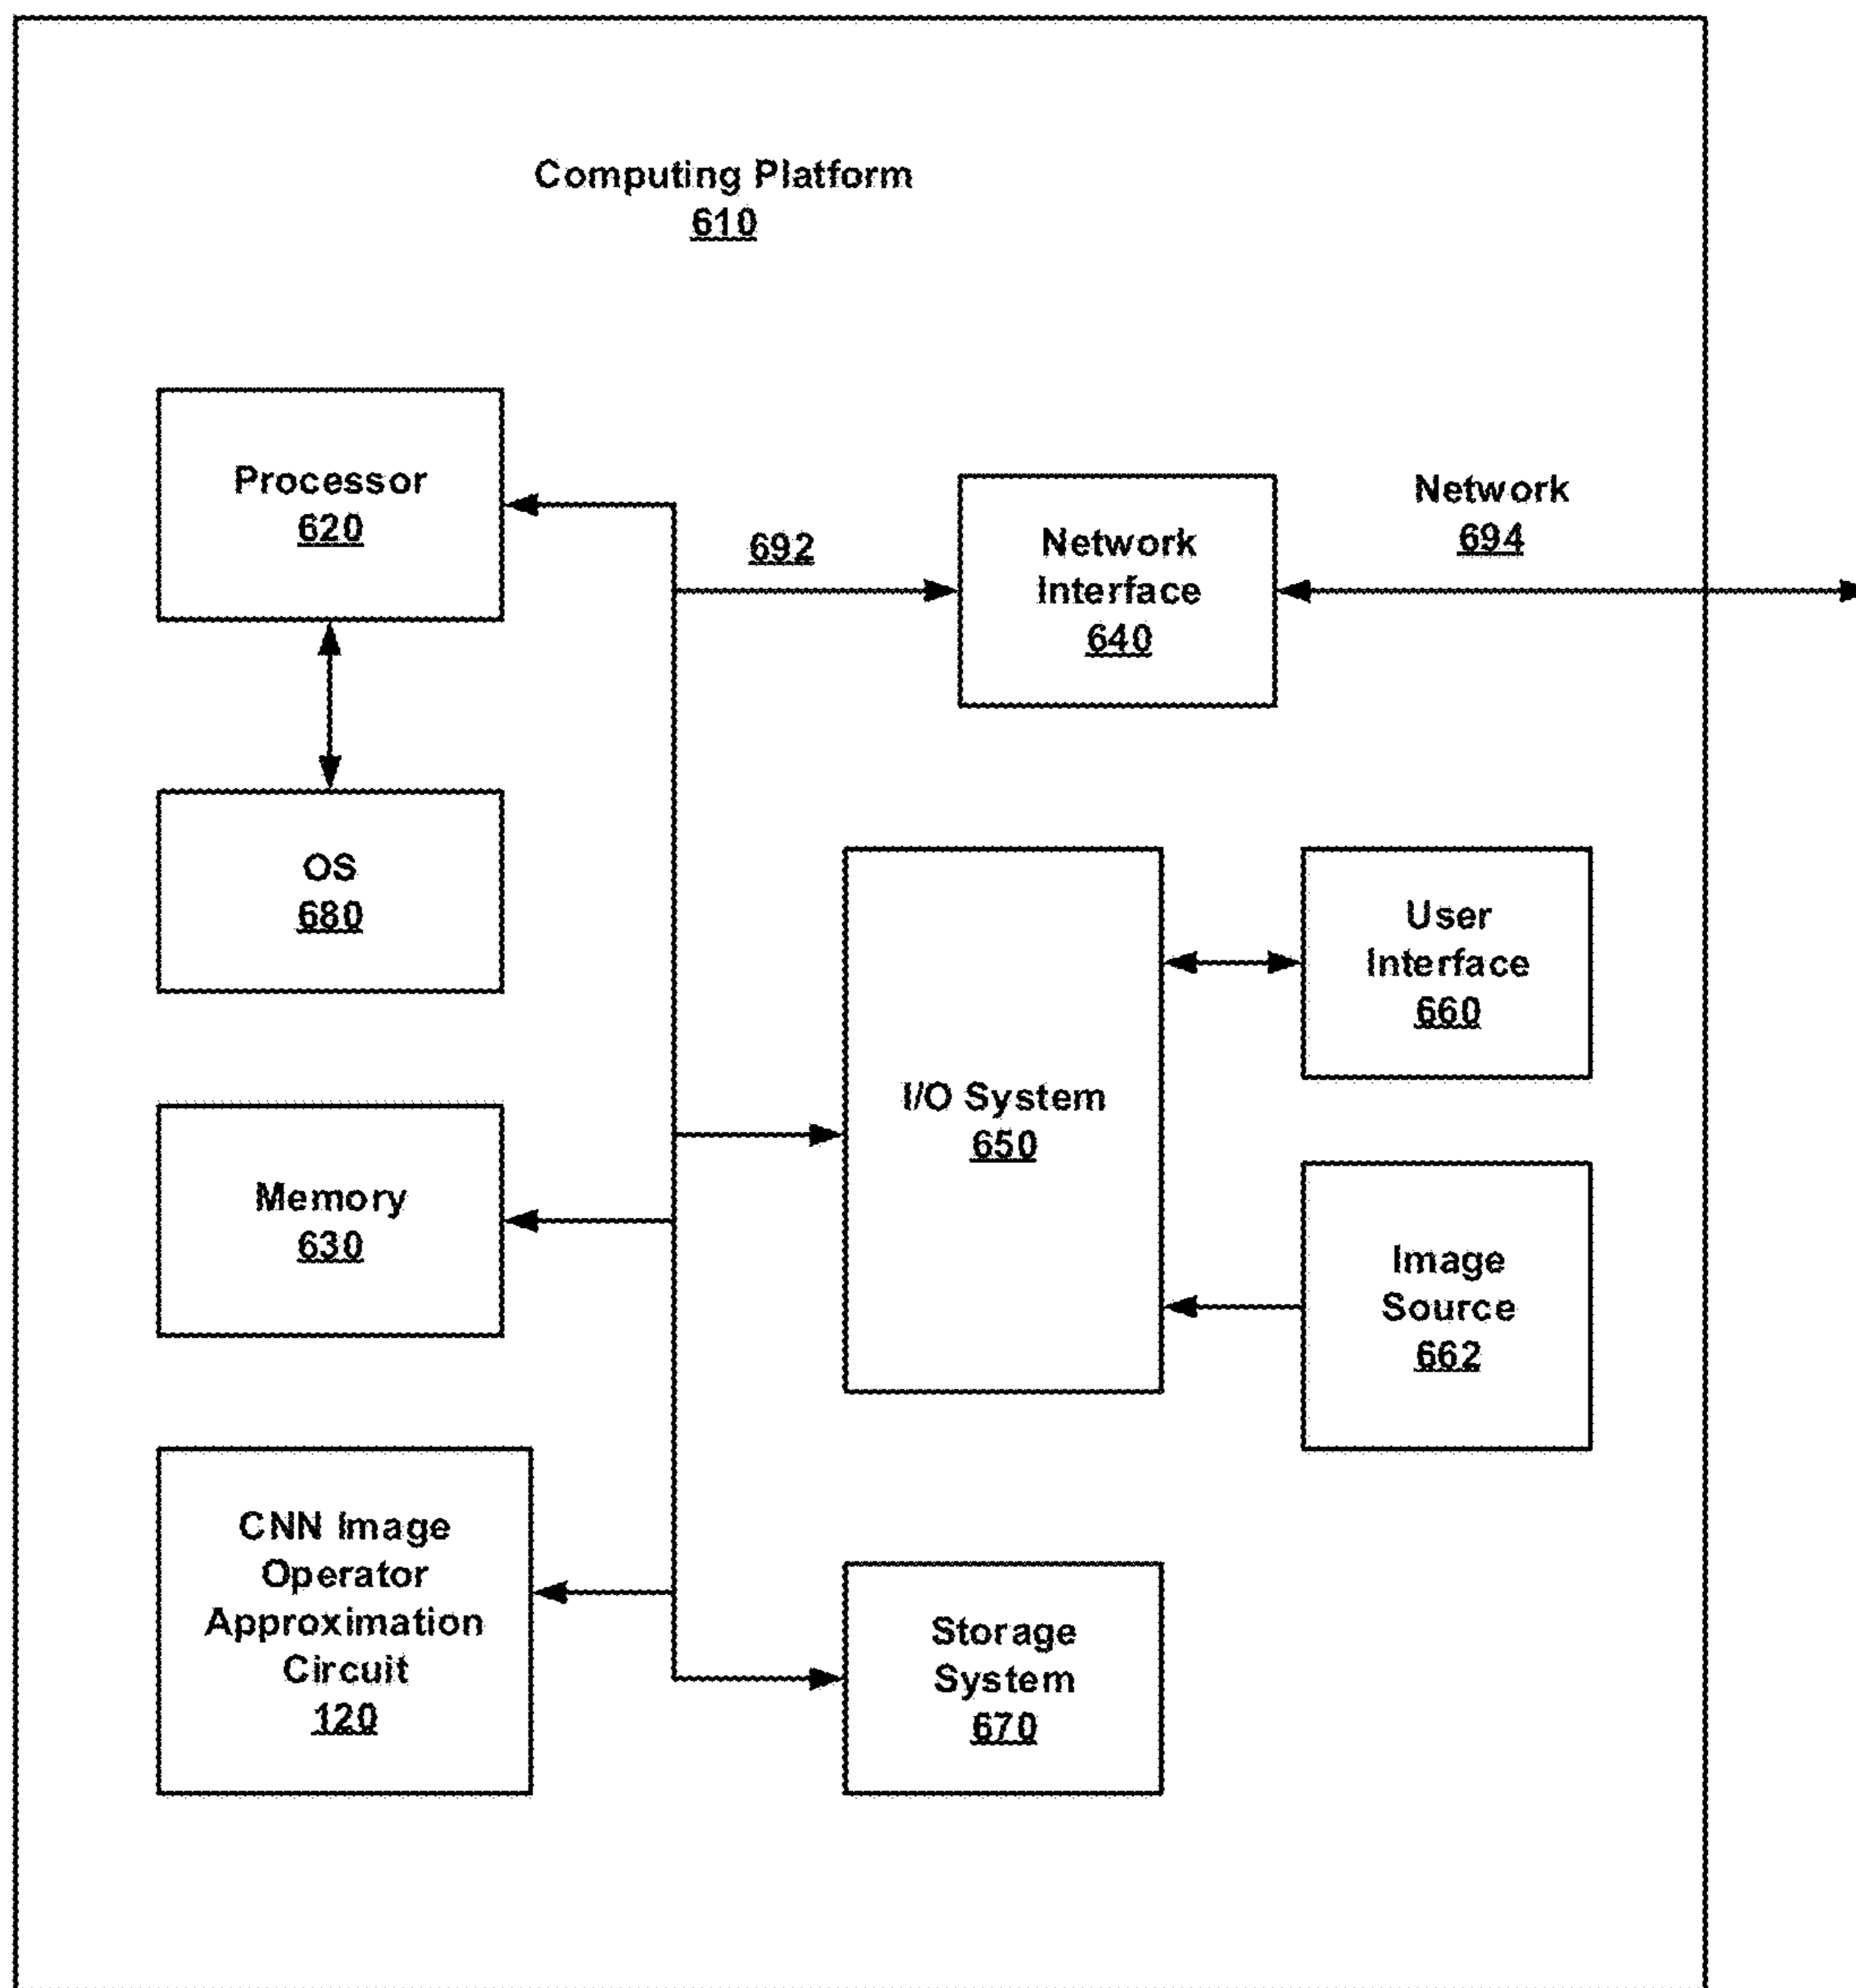 Computing Platform
610
Processor
620
692
Network
Interface
640
Network
694
OS
680
I/O System
650
User
Interface
660
Memory
630
Image
Source
662
CNN Image
Operator
Approximation
Circuit
120
Storage
System
670